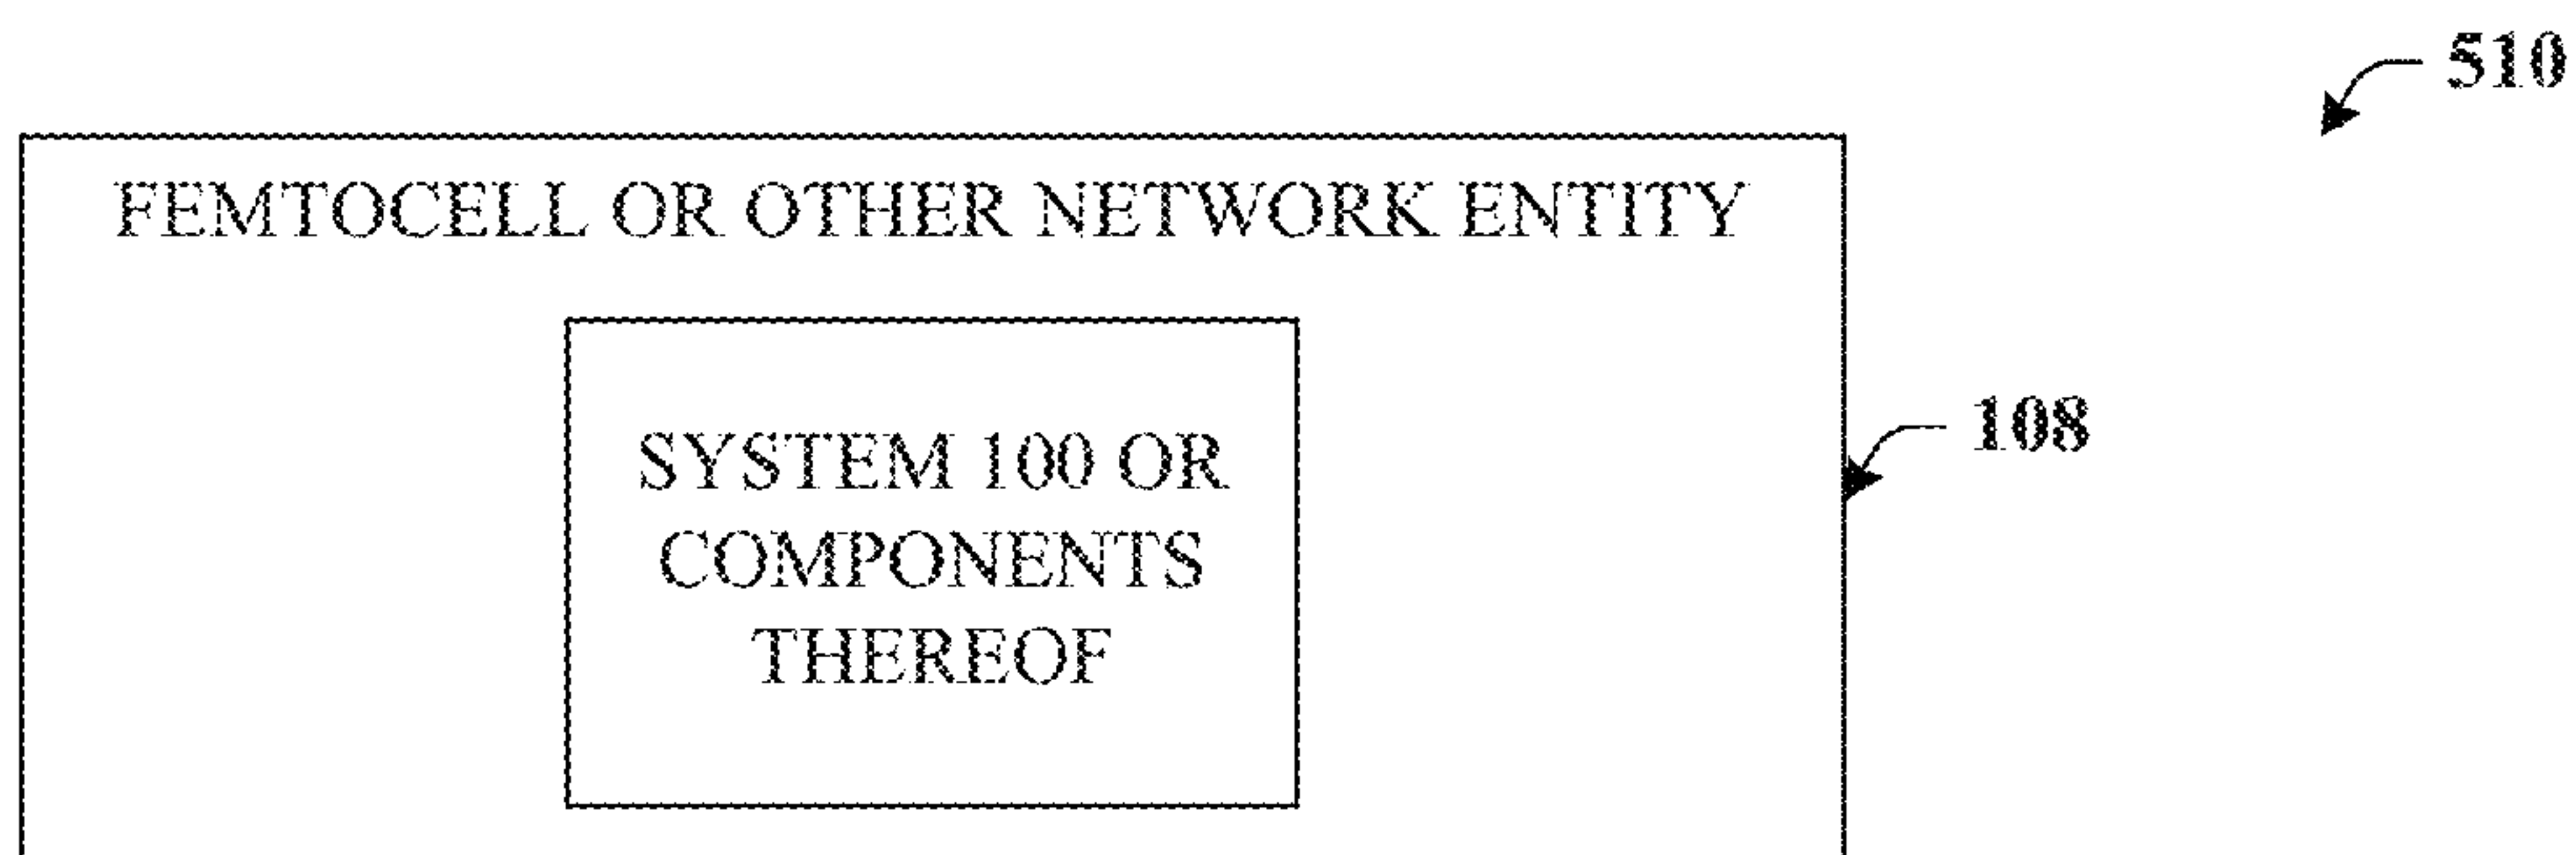 510
FEMTOCELL OR OTHER NETWORK ENTITY
108
SYSTEM 100 OR
COMPONENTS
THEREOF